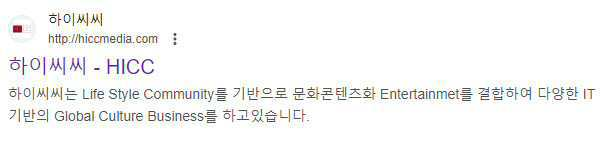 하이씨씨
http://hiccmedia.com
하이씨씨 - HICC
하이씨씨는 Life Style Community를 기반으로 문화콘텐츠화 Entertainmet를 결합하여 다양한 IT
기반의 Global Culture Business를 하고있습니다.